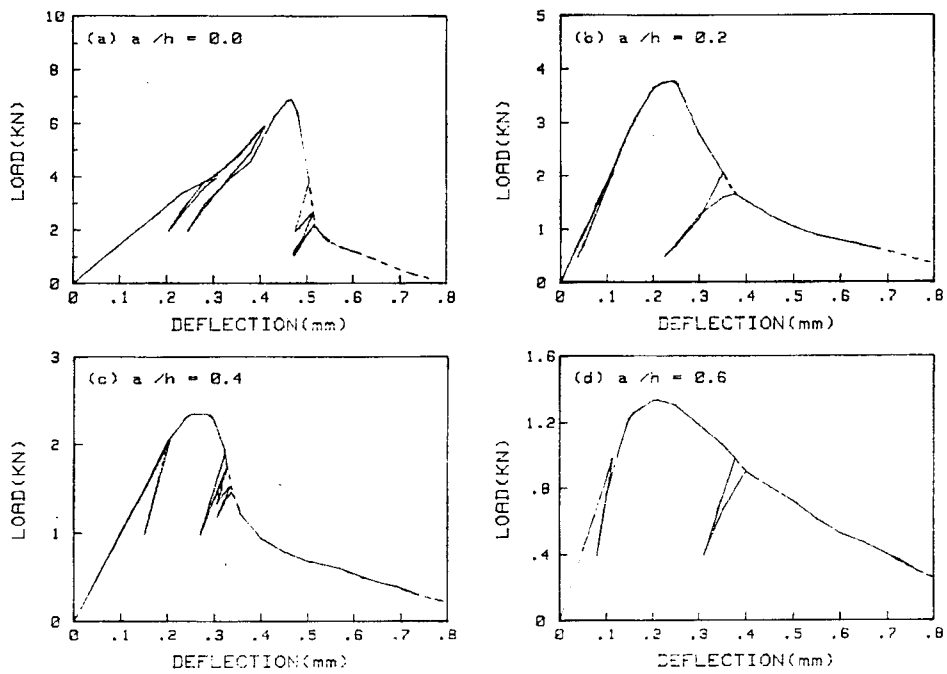 (a) a /h = 0.0
10
8
6
4
2
0
LOAD(KN)
0 .1 .2 .3 .4 .5 .6 .7 .8
DEFLECTION(mm)
(b) a /h = 0.2
5
4
3
2
1
0
LOAD(KN)
0 .1 .2 .3 .4 .5 .6 .7 .8
DEFLECTION(mm)
(c) a /h = 0.4
3
2
1
0
LOAD(KN)
0 .1 .2 .3 .4 .5 .6 .7 .8
DEFLECTION(mm)
(d) a /h = 0.6
1.6
1.2
.8
.4
0
LOAD(KN)
0 .1 .2 .3 .4 .5 .6 .7 .8
DEFLECTION(mm)